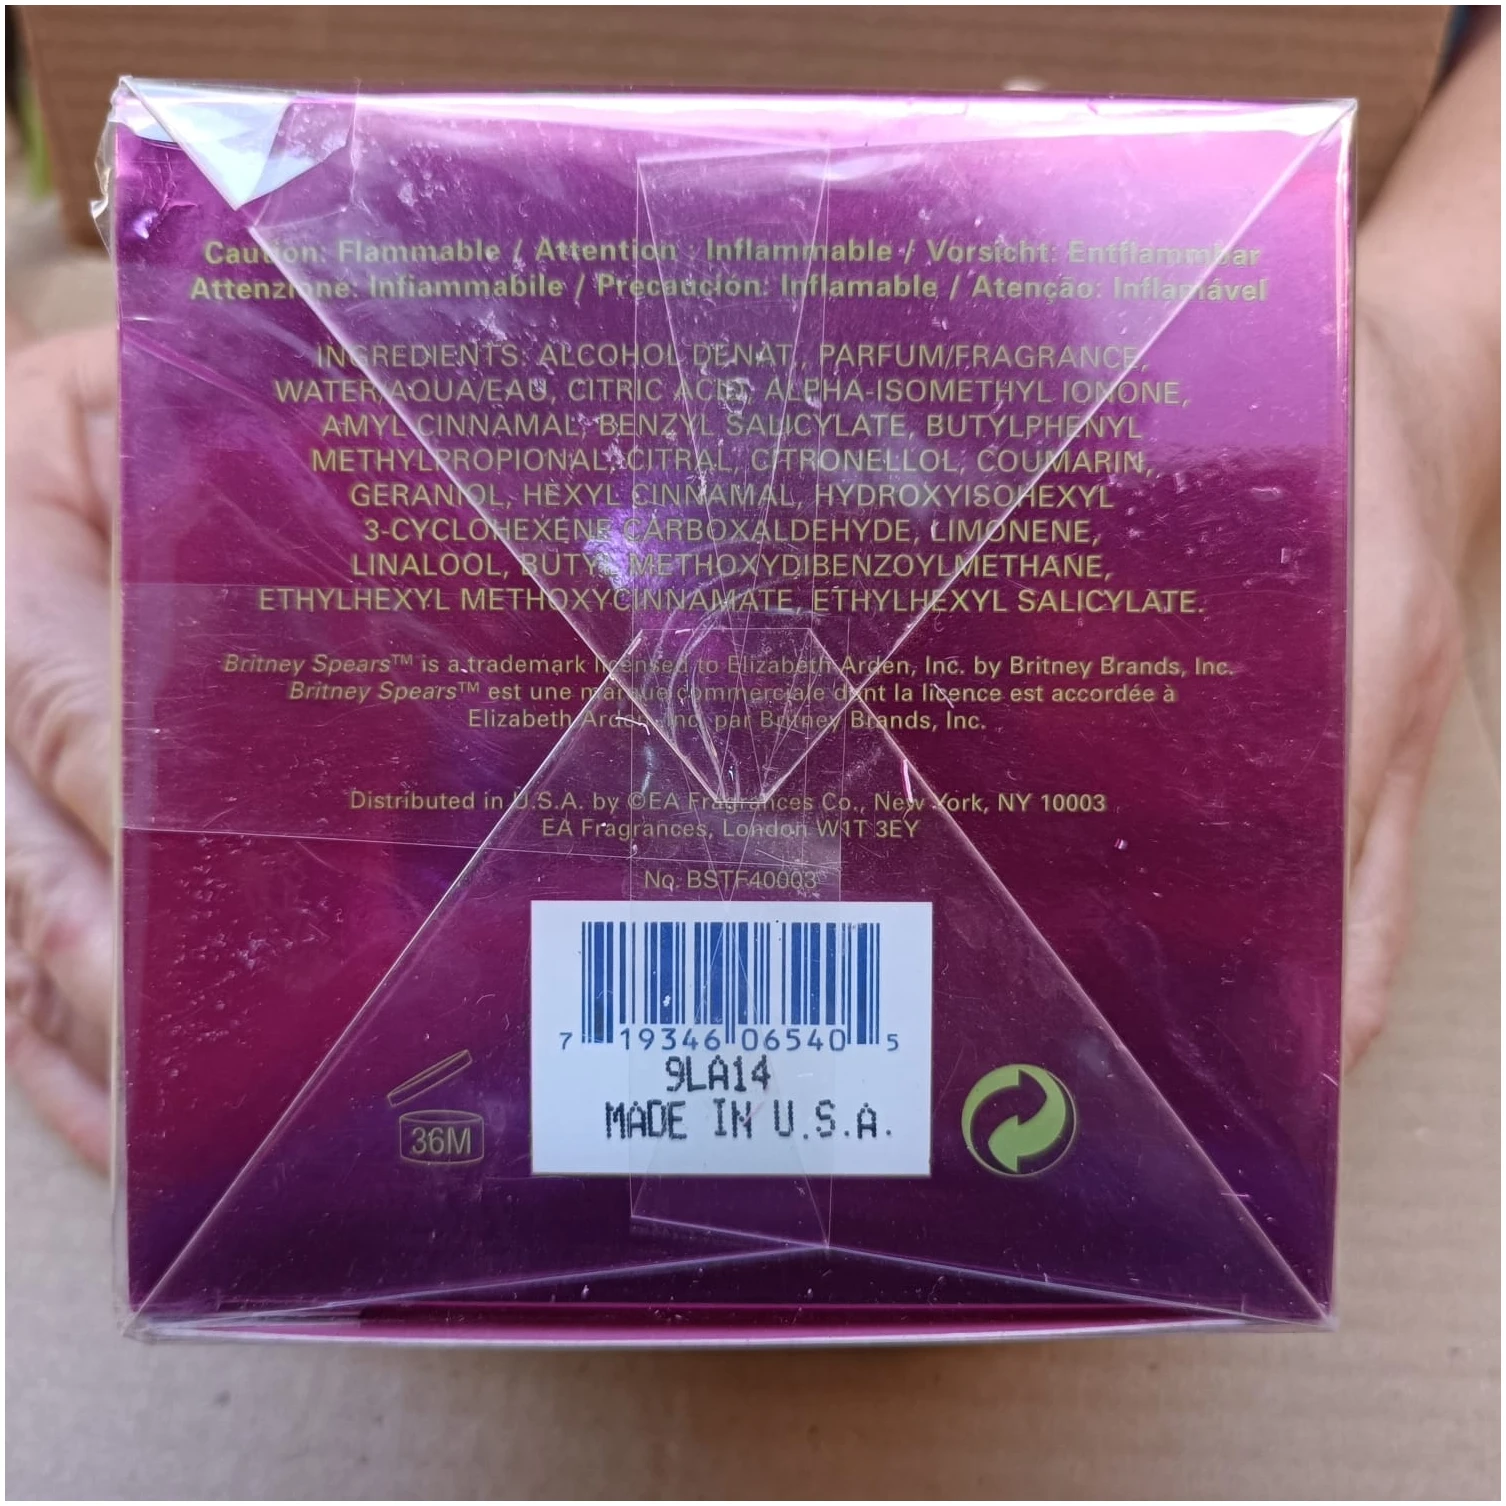 Caution: Flammable / Attention : Inflammable / Vorsicht: Entflammbar
Attenzione: Infiammabile / Precaución: Inflamable / Atenção: Inflamável
INGREDIENTS: ALCOHOL DENAT, PARFUM/FRAGRANCE,
WATER/AQUA/EAU, CITRIC ACID, ALPHA-ISOMETHYL IONONE,
AMYL CINNAMAL, BENZYL SALICYLATE, BUTYLPHENYL
METHYLPROPIONAL, CITRAL, CITRONELLOL, COUMARIN,
GERANIOL, HEXYL CINNAMAL, HYDROXYISOHEXYL
3-CYCLOHEXENE CARBOXALDEHYDE, LIMONENE,
LINALOOL, BUTYL METHOXYDIBENZOYLMETHANE,
ETHYLHEXYL METHOXYCINNAMATE, ETHYLHEXYL SALICYLATE.
Britney Spears™ is a trademark licensed to Elizabeth Arden, Inc. by Britney Brands, Inc.
Britney Spears™ est une marque commerciale dont la licence est accordée à
Elizabeth Arden, Inc. par Britney Brands, Inc.
Distributed in U.S.A. by ©EA Fragrances Co., New York, NY 10003
EA Fragrances, London W1T 3EY
No. BSTF40003
7 19346 06540 5
9LA14
MADE IN U.S.A.
36M